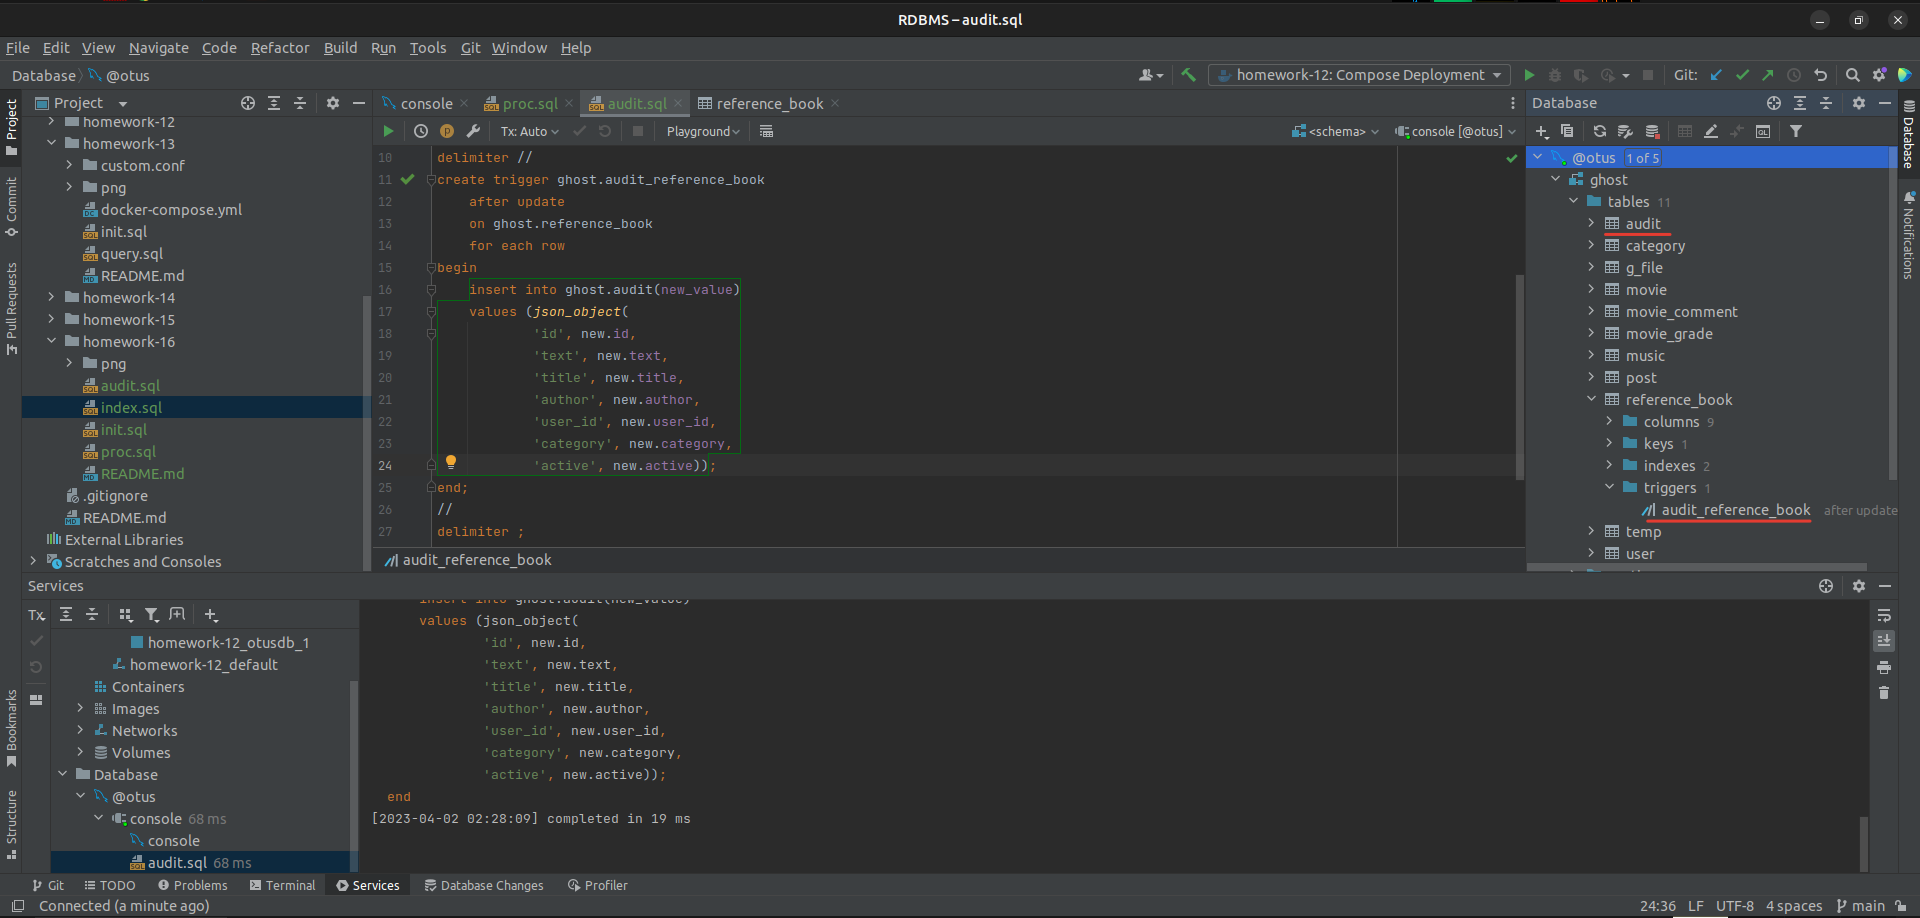 RDBMS – audit.sql
File Edit View Navigate Code Refactor Build Run Tools Git Window Help
Database @otus
homework-12: Compose Deployment
Git:
Project
console
proc.sql
audit.sql
reference_book
Tx: Auto
Playground
<schema>
console [@otus]
Project
Commit
Pull Requests
Bookmarks
Structure
homework-12
homework-13
custom.conf
png
docker-compose.yml
init.sql
query.sql
README.md
homework-14
homework-15
homework-16
png
audit.sql
index.sql
init.sql
proc.sql
README.md
.gitignore
README.md
External Libraries
Scratches and Consoles
10 delimiter //
11 create trigger ghost.audit_reference_book
12 after update
13 on ghost.reference_book
14 for each row
15 begin
16 insert into ghost.audit(new_value)
17 values (json_object(
18 'id', new.id,
19 'text', new.text,
20 'title', new.title,
21 'author', new.author,
22 'user_id', new.user_id,
23 'category', new.category,
24 'active', new.active));
25 end;
26 //
27 delimiter ;
audit_reference_book
Database
@otus 1 of 5
ghost
tables 11
audit
category
g_file
movie
movie_comment
movie_grade
music
post
reference_book
columns 9
keys 1
indexes 2
triggers 1
audit_reference_book after update
temp
user
Database
Notifications
Services
Tx
homework-12_otusdb_1
homework-12_default
Containers
Images
Networks
Volumes
Database
@otus
console 68 ms
console
audit.sql 68 ms
insert into ghost.audit(new_value)
values (json_object(
'id', new.id,
'text', new.text,
'title', new.title,
'author', new.author,
'user_id', new.user_id,
'category', new.category,
'active', new.active));
end
[2023-04-02 02:28:09] completed in 19 ms
Git TODO Problems Terminal Services Database Changes Profiler
Connected (a minute ago)
24:36 LF UTF-8 4 spaces main